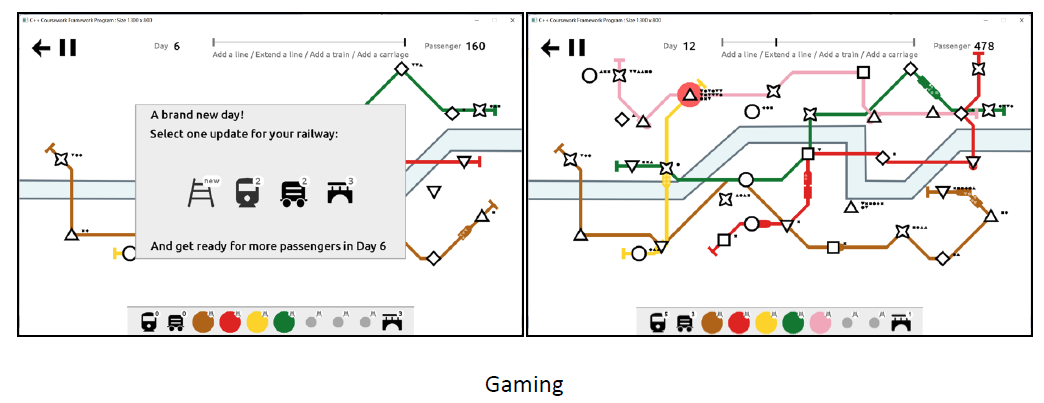 C++ Coursework Framework Program : Size 1300 x 800
Day 6
Add a line / Extend a line / Add a train / Add a carriage
Passenger 160
A brand new day!
Select one update for your railway:
new
2
2
3
And get ready for more passengers in Day 6
0
0
3
C++ Coursework Framework Program : Size 1300 x 800
Day 12
Add a line / Extend a line / Add a train / Add a carriage
Passenger 478
5
1
1
Gaming